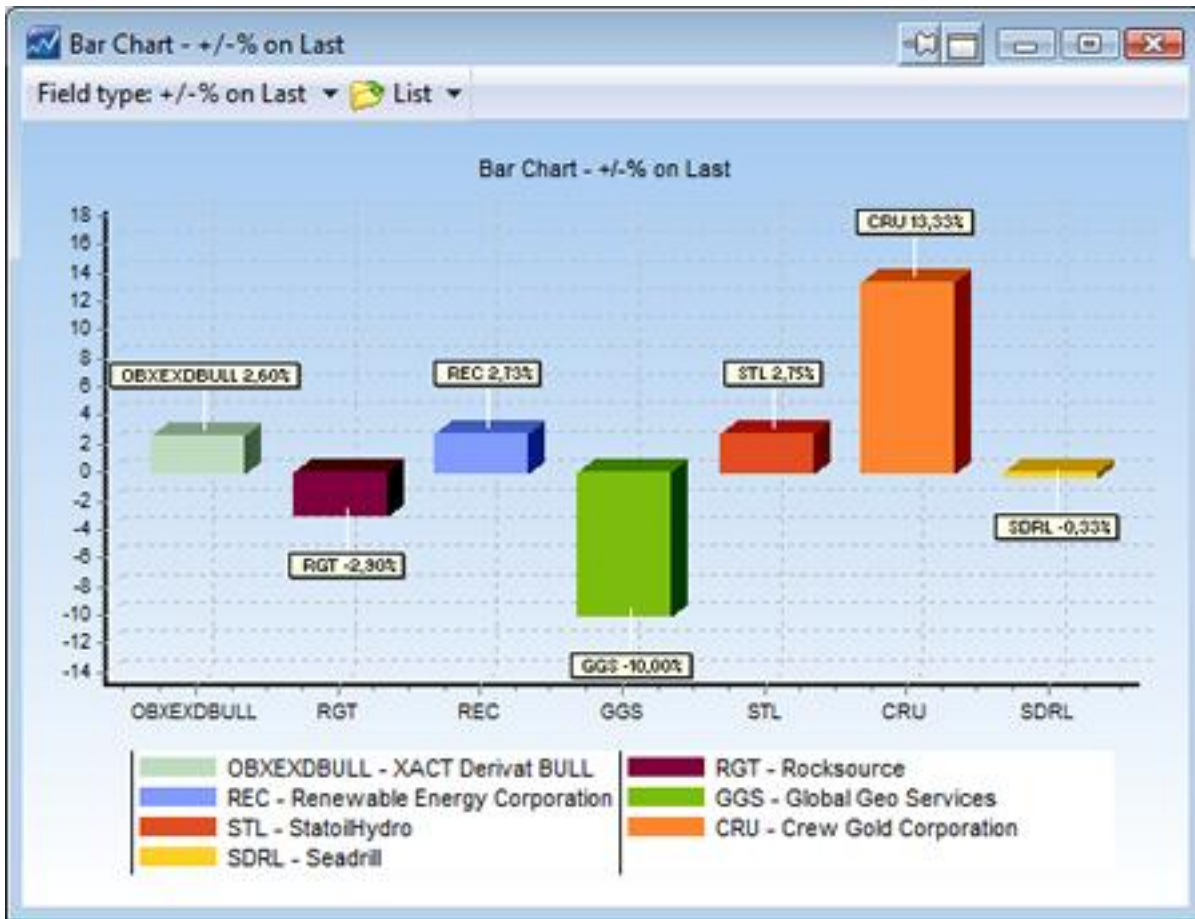 Bar Chart - +/-% on Last
Field type: +/-% on Last List
Bar Chart - +/-% on Last
18
16
14
12
10
8
6
4
2
0
-2
-4
-6
-8
-10
-12
-14
OBXEXDBULL 2,60%
RGT -2,90%
REC 2,73%
GGS -10,00%
STL 2,75%
CRU 13,33%
SDRL -0,33%
OBXEXDBULL RGT REC GGS STL CRU SDRL
OBXEXDBULL - XACT Derivat BULL
RGT - Rocksource
REC - Renewable Energy Corporation
GGS - Global Geo Services
STL - StatoilHydro
CRU - Crew Gold Corporation
SDRL - Seadrill